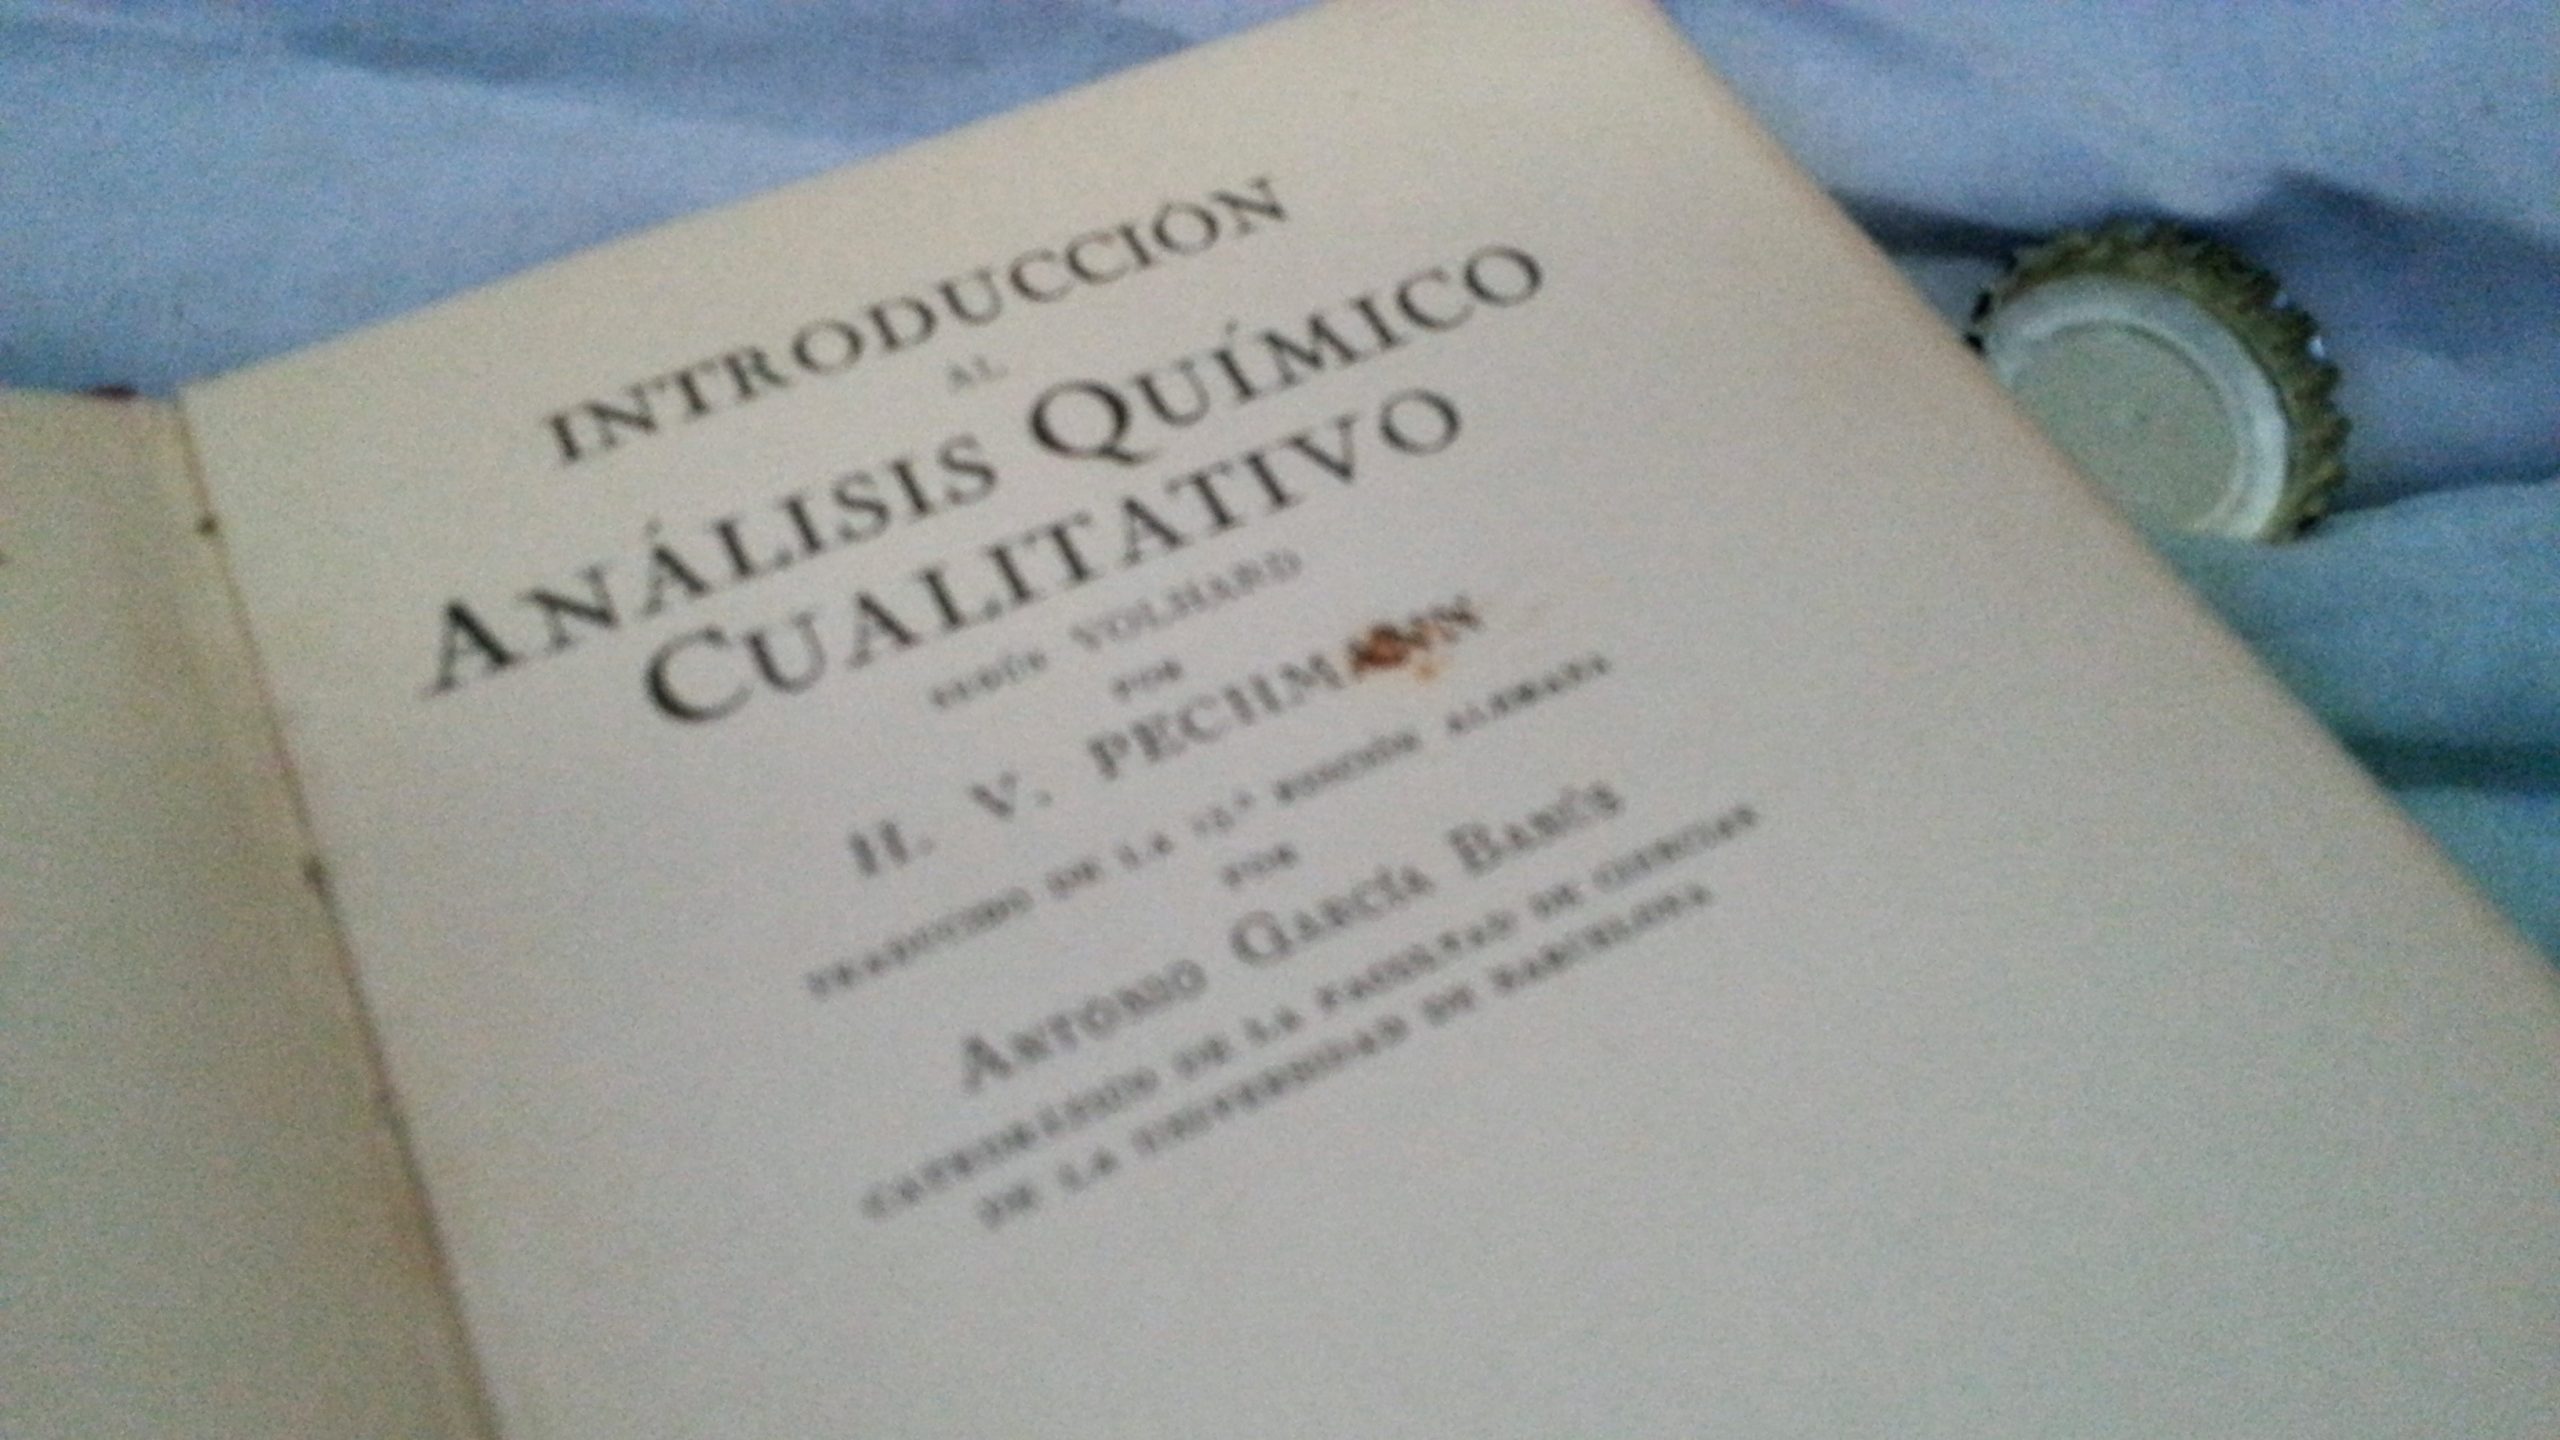 INTRODUCCIÓN
AL
ANÁLISIS QUÍMICO
CUALITATIVO
SEGÚN VOLHARD
POR
H. V. PECHMANN
TRADUCIDO DE LA EDICIÓN ALEMANA
POR
ANTONIO GARCÍA BANÚS
CATEDRÁTICO DE LA FACULTAD DE CIENCIAS
DE LA UNIVERSIDAD DE BARCELONA